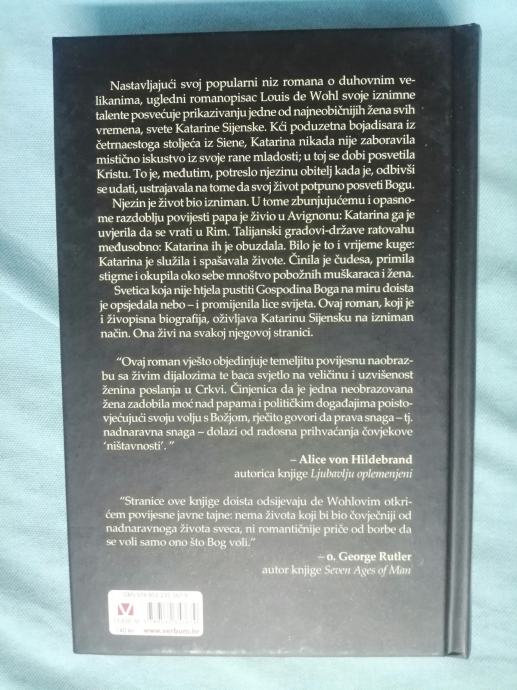 Nastavljajući svoj popularni niz romana o duhovnim ve-
likanima, ugledni romanopisac Louis de Wohl svoje iznimne
talente posvećuje prikazivanju jedne od najneobičnijih žena svih
vremena, svete Katarine Sijenske. Kći poduzetna bojadisara iz
četrnaestoga stoljeća iz Siene, Katarina nikada nije zaboravila
mistično iskustvo iz svoje rane mladosti; u toj se dobi posvetila
Kristu. To je, međutim, potreslo njezinu obitelj kada je, odbivši
se udati, ustrajavala na tome da svoj život potpuno posveti Bogu.
Njezin je život bio izniman. U tome zbunjujućemu i opasno-
me razdoblju povijesti papa je živio u Avignonu: Katarina ga je
uvjerila da se vrati u Rim. Talijanski gradovi-države ratovahu
međusobno: Katarina ih je obuzdala. Bilo je to i vrijeme kuge:
Katarina je služila i spašavala živote. Činila je čudesa, primila
stigme i okupila oko sebe mnoštvo pobožnih muškaraca i žena.
Svetica koja nije htjela pustiti Gospodina Boga na miru doista
je opsjedala nebo – i promijenila lice svijeta. Ovaj roman, koji je
i živopisna biografija, oživljava Katarinu Sijensku na izniman
način. Ona živi na svakoj njegovoj stranici.
“Ovaj roman vješto objedinjuje temeljitu povijesnu naobraz-
bu sa živim dijalozima te baca svjetlo na veličinu i uzvišenost
ženina poslanja u Crkvi. Činjenica da je jedna neobrazovana
žena zadobila moć nad papama i političkim događajima poisto-
vjećujući svoju volju s Božjom, rječito govori da prava snaga – tj.
nadnaravna snaga – dolazi od radosna prihvaćanja čovjekove
‘ništavnosti’. ”
– Alice von Hildebrand
autorica knjige Ljubavlju oplemenjeni
“Stranice ove knjige doista odsijevaju de Wohlovim otkri-
ćem povijesne javne tajne: nema života koji bi bio čovječniji od
nadnaravnoga života sveca, ni romantičnije priče od borbe da
se voli samo ono što Bog voli.”
– o. George Rutler
autor knjige Seven Ages of Man
140 kn
www.verbum.hr